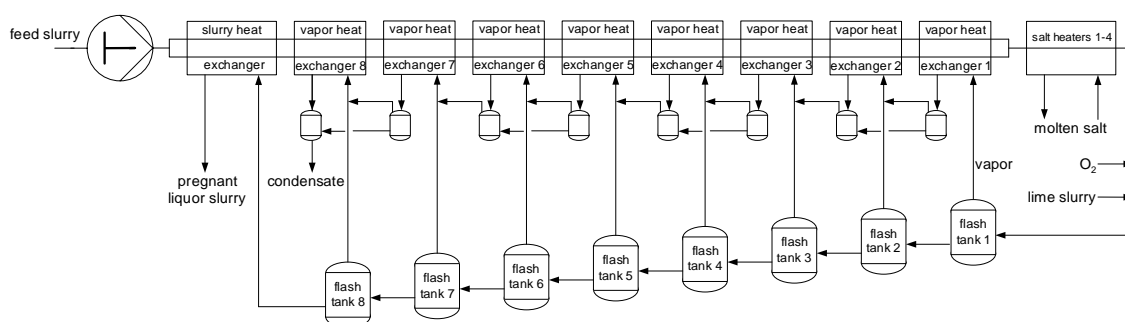 feed slurry
slurry heat
exchanger
vapor heat
exchanger 8
vapor heat
exchanger 7
vapor heat
exchanger 6
vapor heat
exchanger 5
vapor heat
exchanger 4
vapor heat
exchanger 3
vapor heat
exchanger 2
vapor heat
exchanger 1
salt heaters 1-4
molten salt
pregnant
liquor slurry
condensate
vapor
O₂
lime slurry
flash
tank 8
flash
tank 7
flash
tank 6
flash
tank 5
flash
tank 4
flash
tank 3
flash
tank 2
flash
tank 1